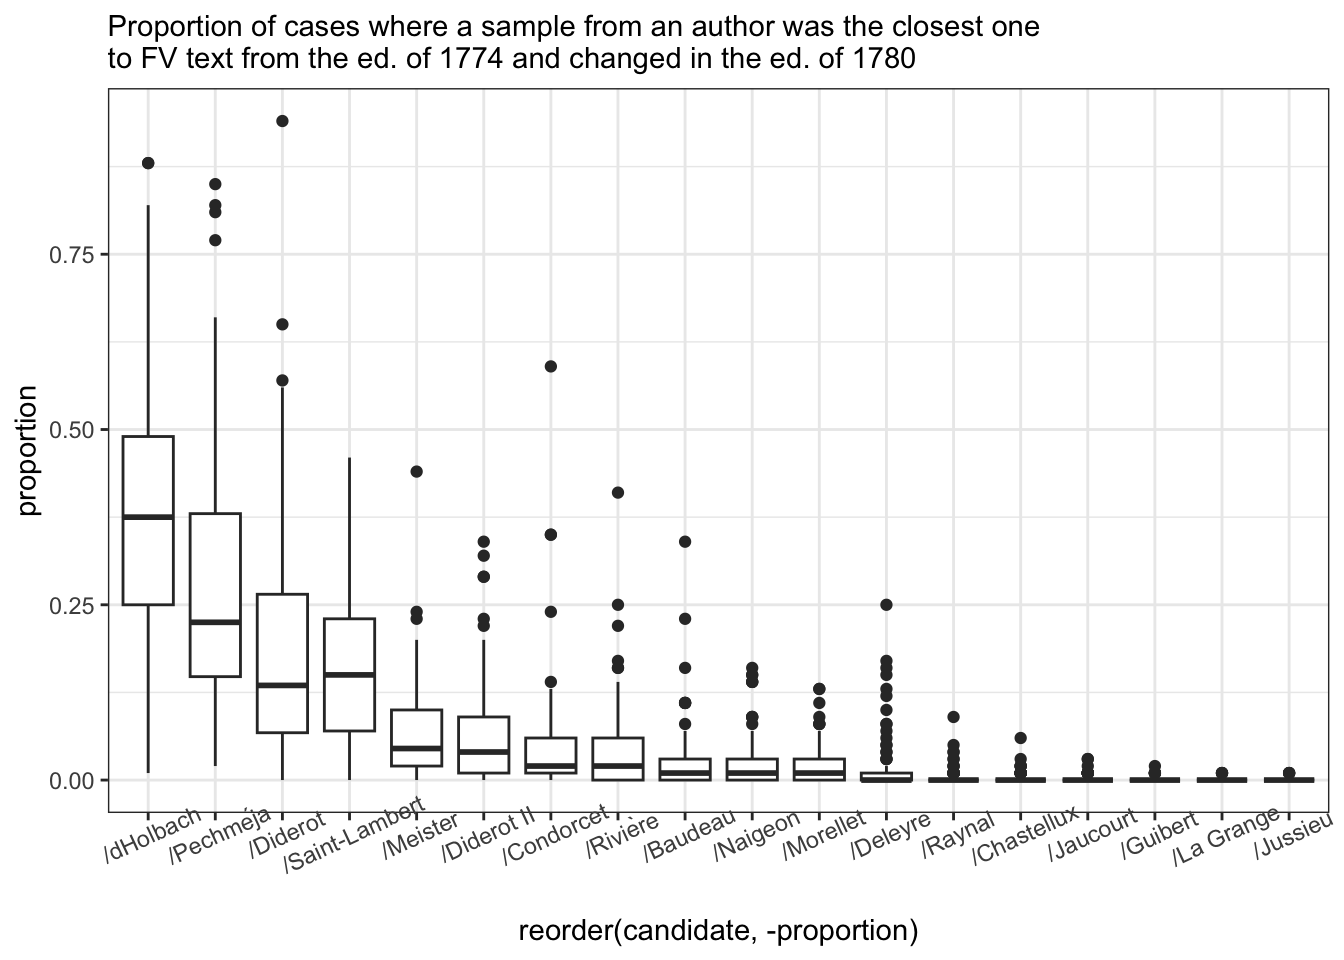 Proportion of cases where a sample from an author was the closest one
to FV text from the ed. of 1774 and changed in the ed. of 1780
proportion
0.75
0.50
0.25
0.00
/dHolbach
/Pechméja
/Diderot
/Saint-Lambert
/Meister
/Diderot II
/Condorcet
/Rivière
/Baudeau
/Naigeon
/Morellet
/Deleyre
/Raynal
/Chastellux
/Jaucourt
/Guibert
/La Grange
/Jussieu
reorder(candidate, -proportion)